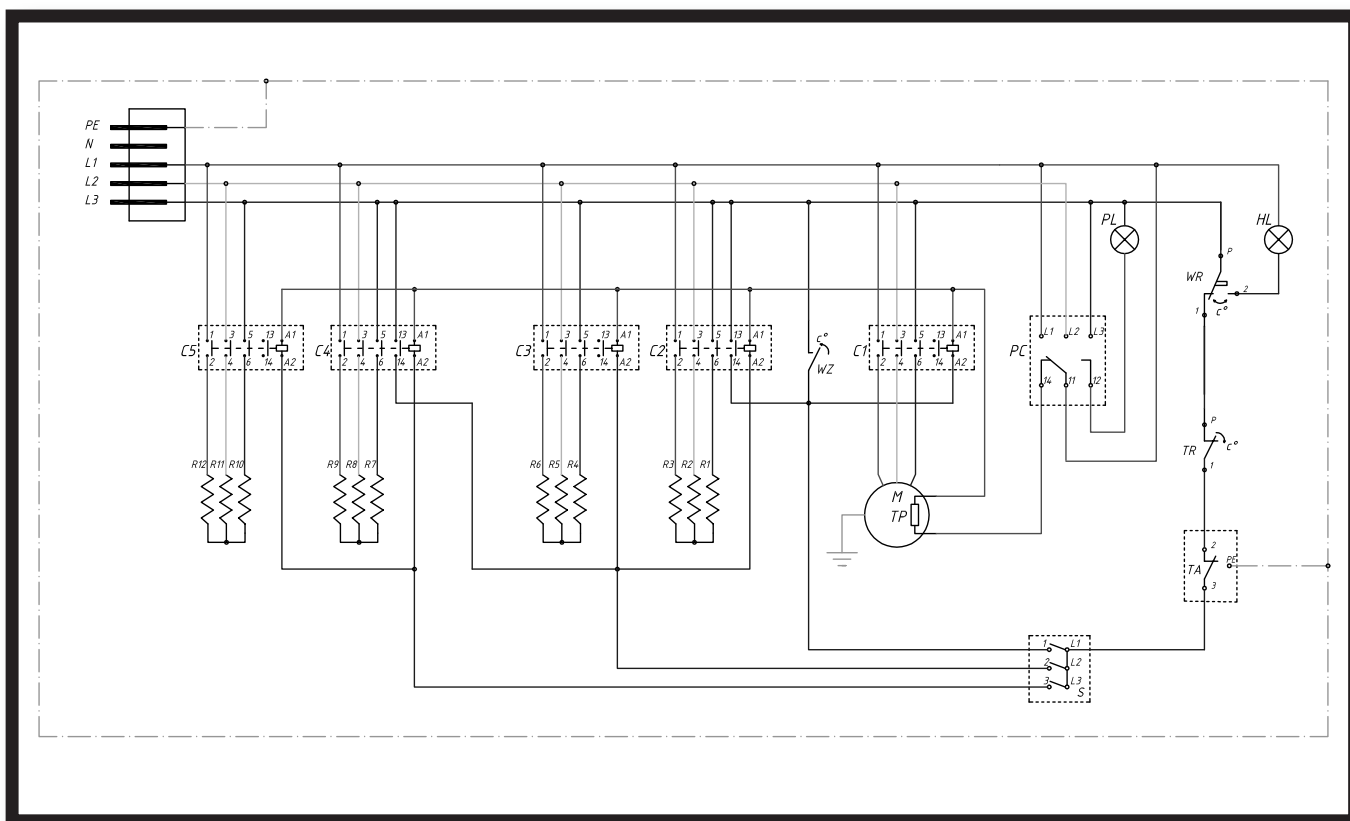 PE
N
L1
L2
L3
PL
HL
P
WR
2
1
c°
1 3 5 13 A1
C5
2 4 6 14 A2
1 3 5 13 A1
C4
2 4 6 14 A2
1 3 5 13 A1
C3
2 4 6 14 A2
1 3 5 13 A1
C2
2 4 6 14 A2
c°
WZ
1 3 5 13 A1
C1
2 4 6 14 A2
L1 L2 L3
PC
14 11 12
P
c°
TR
1
R12 R11 R10
R9 R8 R7
R6 R5 R4
R3 R2 R1
M
TP
2
TA PE
3
1 L1
2 L2
3 L3
S